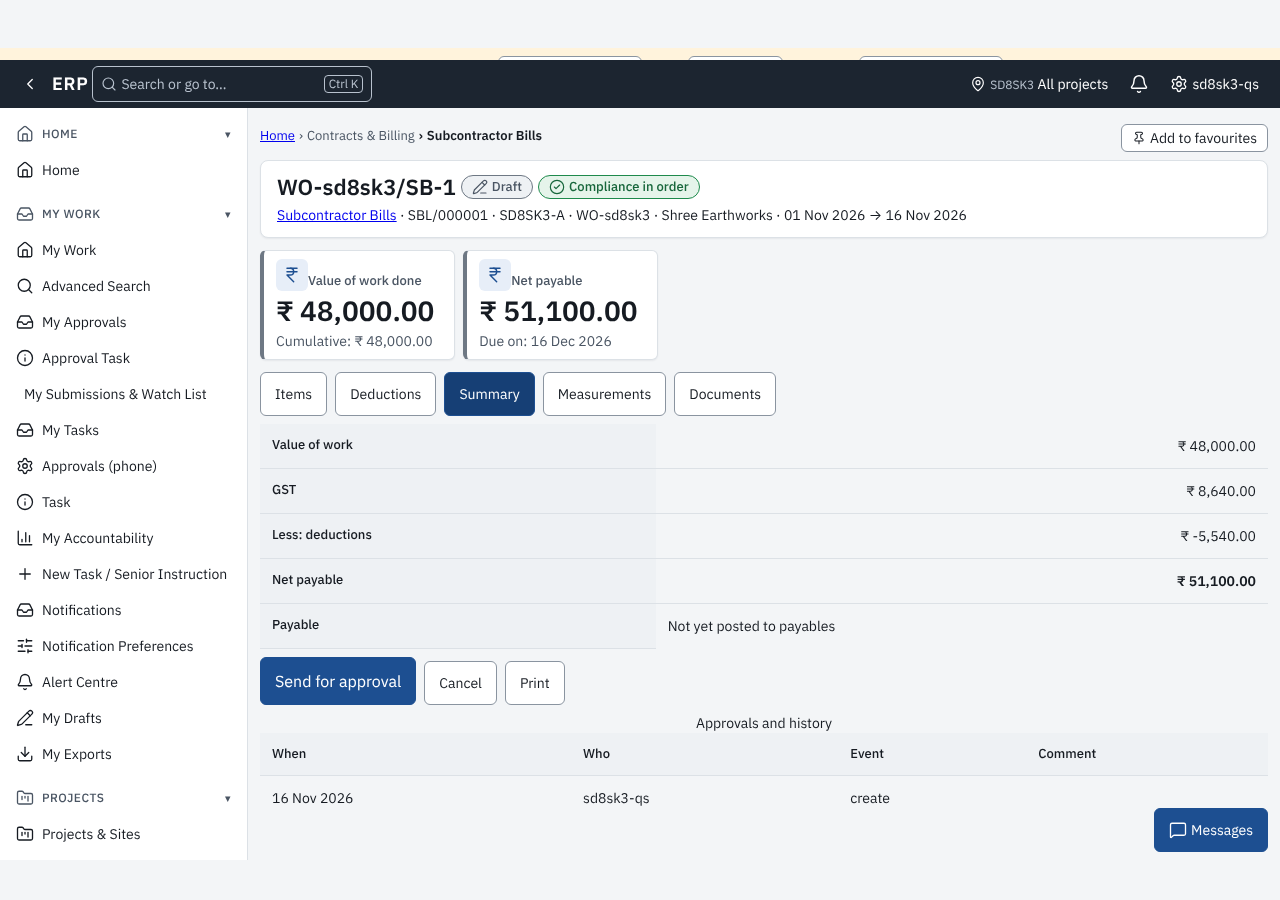 ERP
Search or go to...
Ctrl K
SD8SK3 All projects
sd8sk3-qs
HOME
Home
MY WORK
My Work
Advanced Search
My Approvals
Approval Task
My Submissions & Watch List
My Tasks
Approvals (phone)
Task
My Accountability
New Task / Senior Instruction
Notifications
Notification Preferences
Alert Centre
My Drafts
My Exports
PROJECTS
Projects & Sites
Home › Contracts & Billing › Subcontractor Bills
Add to favourites
WO-sd8sk3/SB-1 Draft Compliance in order
Subcontractor Bills · SBL/000001 · SD8SK3-A · WO-sd8sk3 · Shree Earthworks · 01 Nov 2026 → 16 Nov 2026
₹ Value of work done
₹ 48,000.00
Cumulative: ₹ 48,000.00
₹ Net payable
₹ 51,100.00
Due on: 16 Dec 2026
Items Deductions Summary Measurements Documents
Value of work ₹ 48,000.00
GST ₹ 8,640.00
Less: deductions ₹ -5,540.00
Net payable ₹ 51,100.00
Payable Not yet posted to payables
Send for approval Cancel Print
Approvals and history
When Who Event Comment
16 Nov 2026 sd8sk3-qs create
Messages